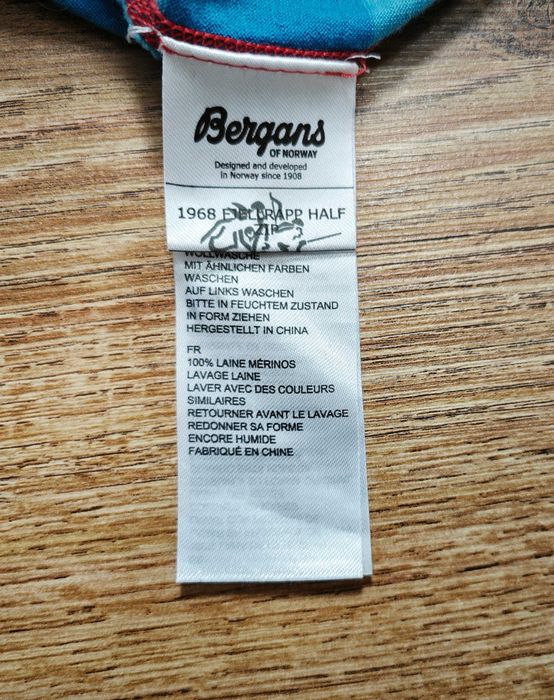 Bergans
OF NORWAY
Designed and developed
in Norway since 1908
1968 FJELLRAPP HALF
ZIP
WOLLWÄSCHE
MIT ÄHNLICHEN FARBEN
WASCHEN
AUF LINKS WASCHEN
BITTE IN FEUCHTEM ZUSTAND
IN FORM ZIEHEN
HERGESTELLT IN CHINA
FR
100% LAINE MÉRINOS
LAVAGE LAINE
LAVER AVEC DES COULEURS
SIMILAIRES
RETOURNER AVANT LE LAVAGE
REDONNER SA FORME
ENCORE HUMIDE
FABRIQUÉ EN CHINE